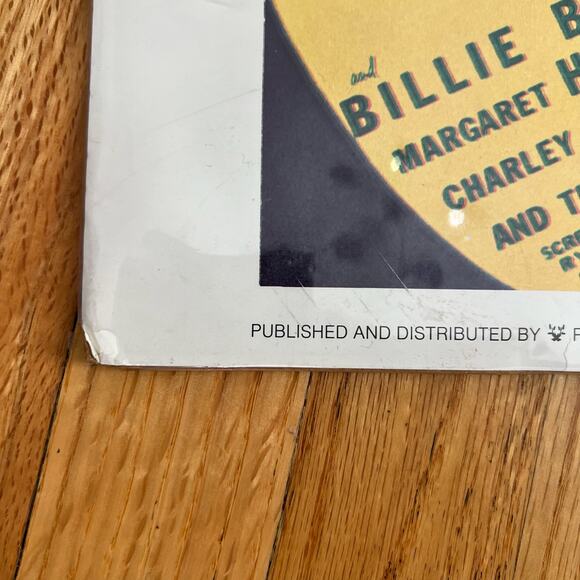 and
BILLIE
MARGARET
CHARLEY
AND
PUBLISHED AND DISTRIBUTED BY